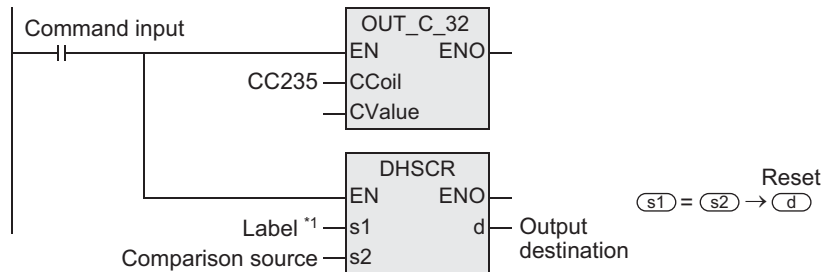 Command input
OUT_C_32
EN ENO
CC235 CCoil
CValue
DHSCR
EN ENO
Label *1 s1 d Output
destination
Comparison source s2
Reset
s1 = s2 → d